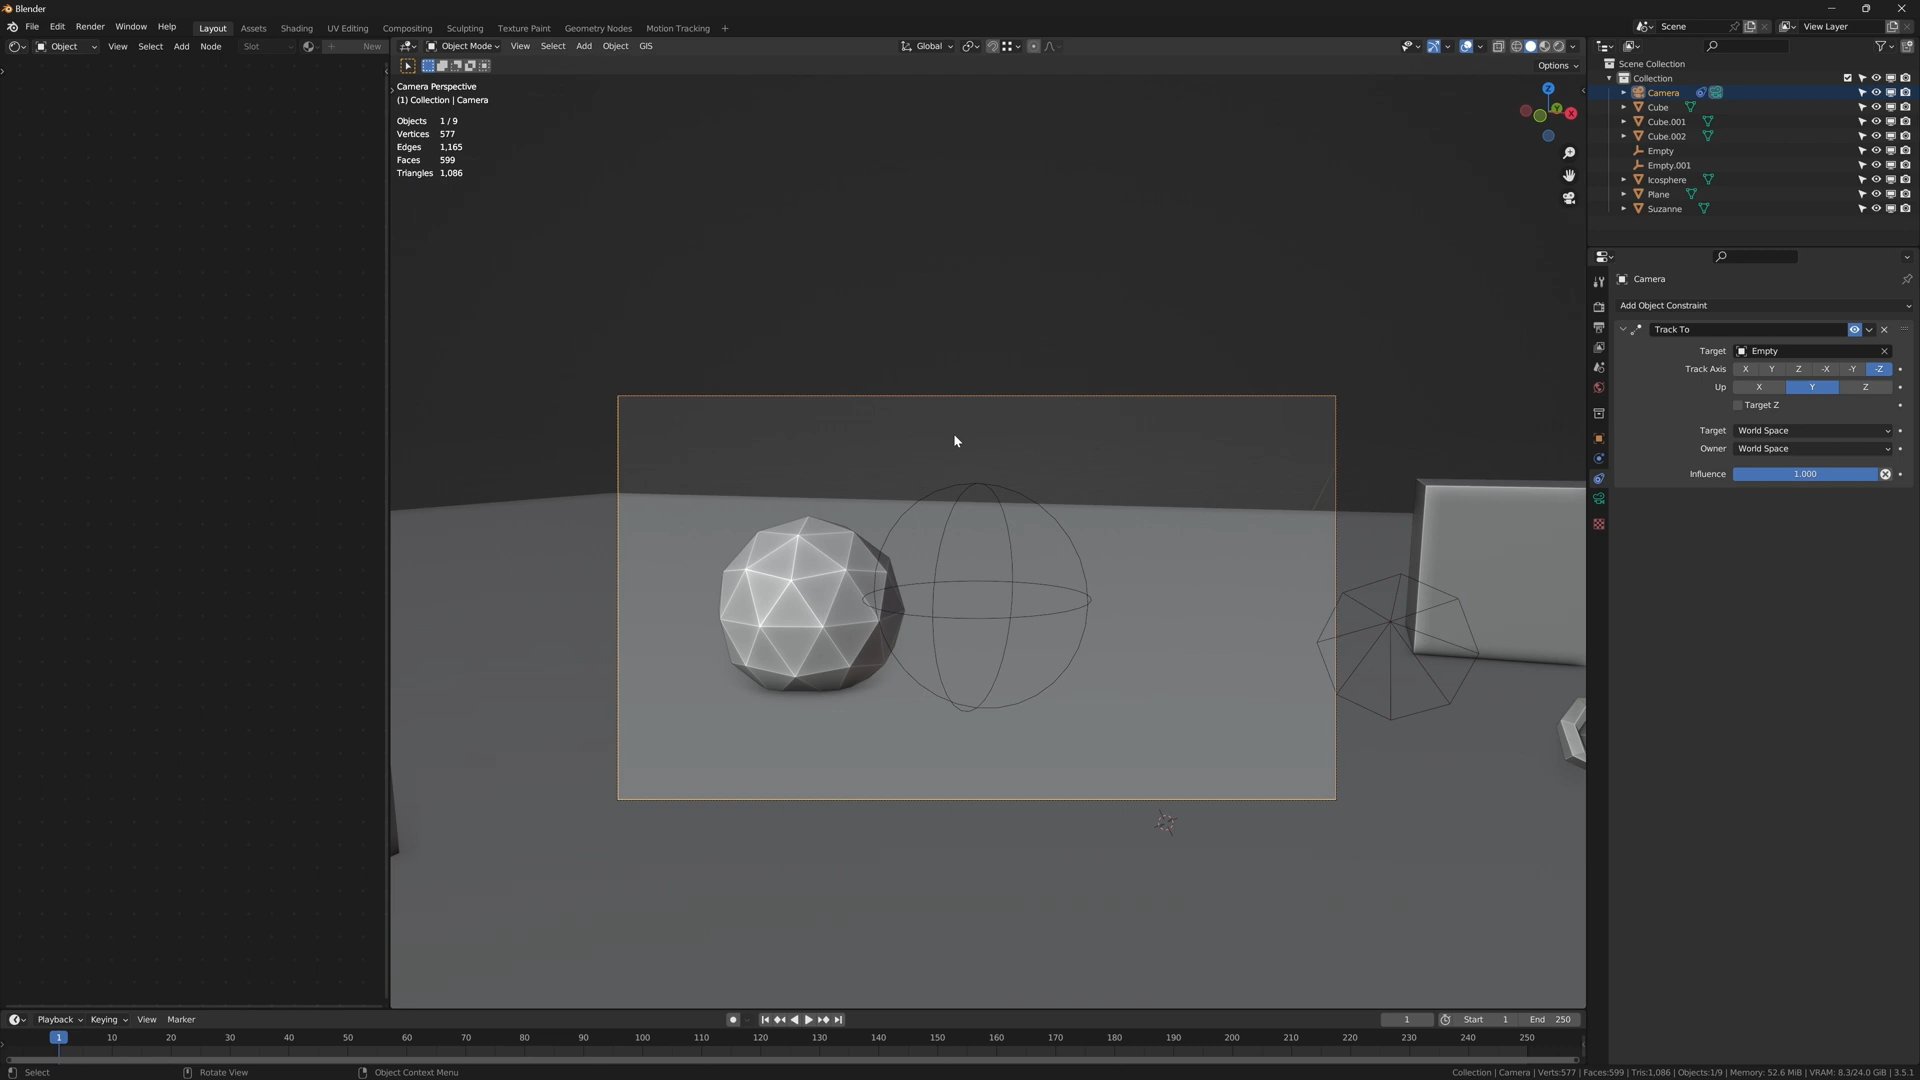 Blender
File Edit Render Window Help Layout Assets Shading UV Editing Compositing Sculpting Texture Paint Geometry Nodes Motion Tracking + Scene View Layer
Object View Select Add Node Slot New Object Mode View Select Add Object GIS Global
Options
Camera Perspective
(1) Collection | Camera
Objects 1 / 9
Vertices 577
Edges 1,165
Faces 599
Triangles 1,086
Z
Y
X
Scene Collection
Collection
Camera
Cube
Cube.001
Cube.002
Empty
Empty.001
Icosphere
Plane
Suzanne
Camera
Add Object Constraint
Track To
Target Empty
Track Axis X Y Z -X -Y -Z
Up X Y Z
Target Z
Target World Space
Owner World Space
Influence 1.000
Playback Keying View Marker 1 Start 1 End 250
1 10 20 30 40 50 60 70 80 90 100 110 120 130 140 150 160 170 180 190 200 210 220 230 240 250
Select Rotate View Object Context Menu Collection | Camera | Verts:577 | Faces:599 | Tris:1,086 | Objects:1/9 | Memory: 52.6 MiB | VRAM: 8.3/24.0 GiB | 3.5.1